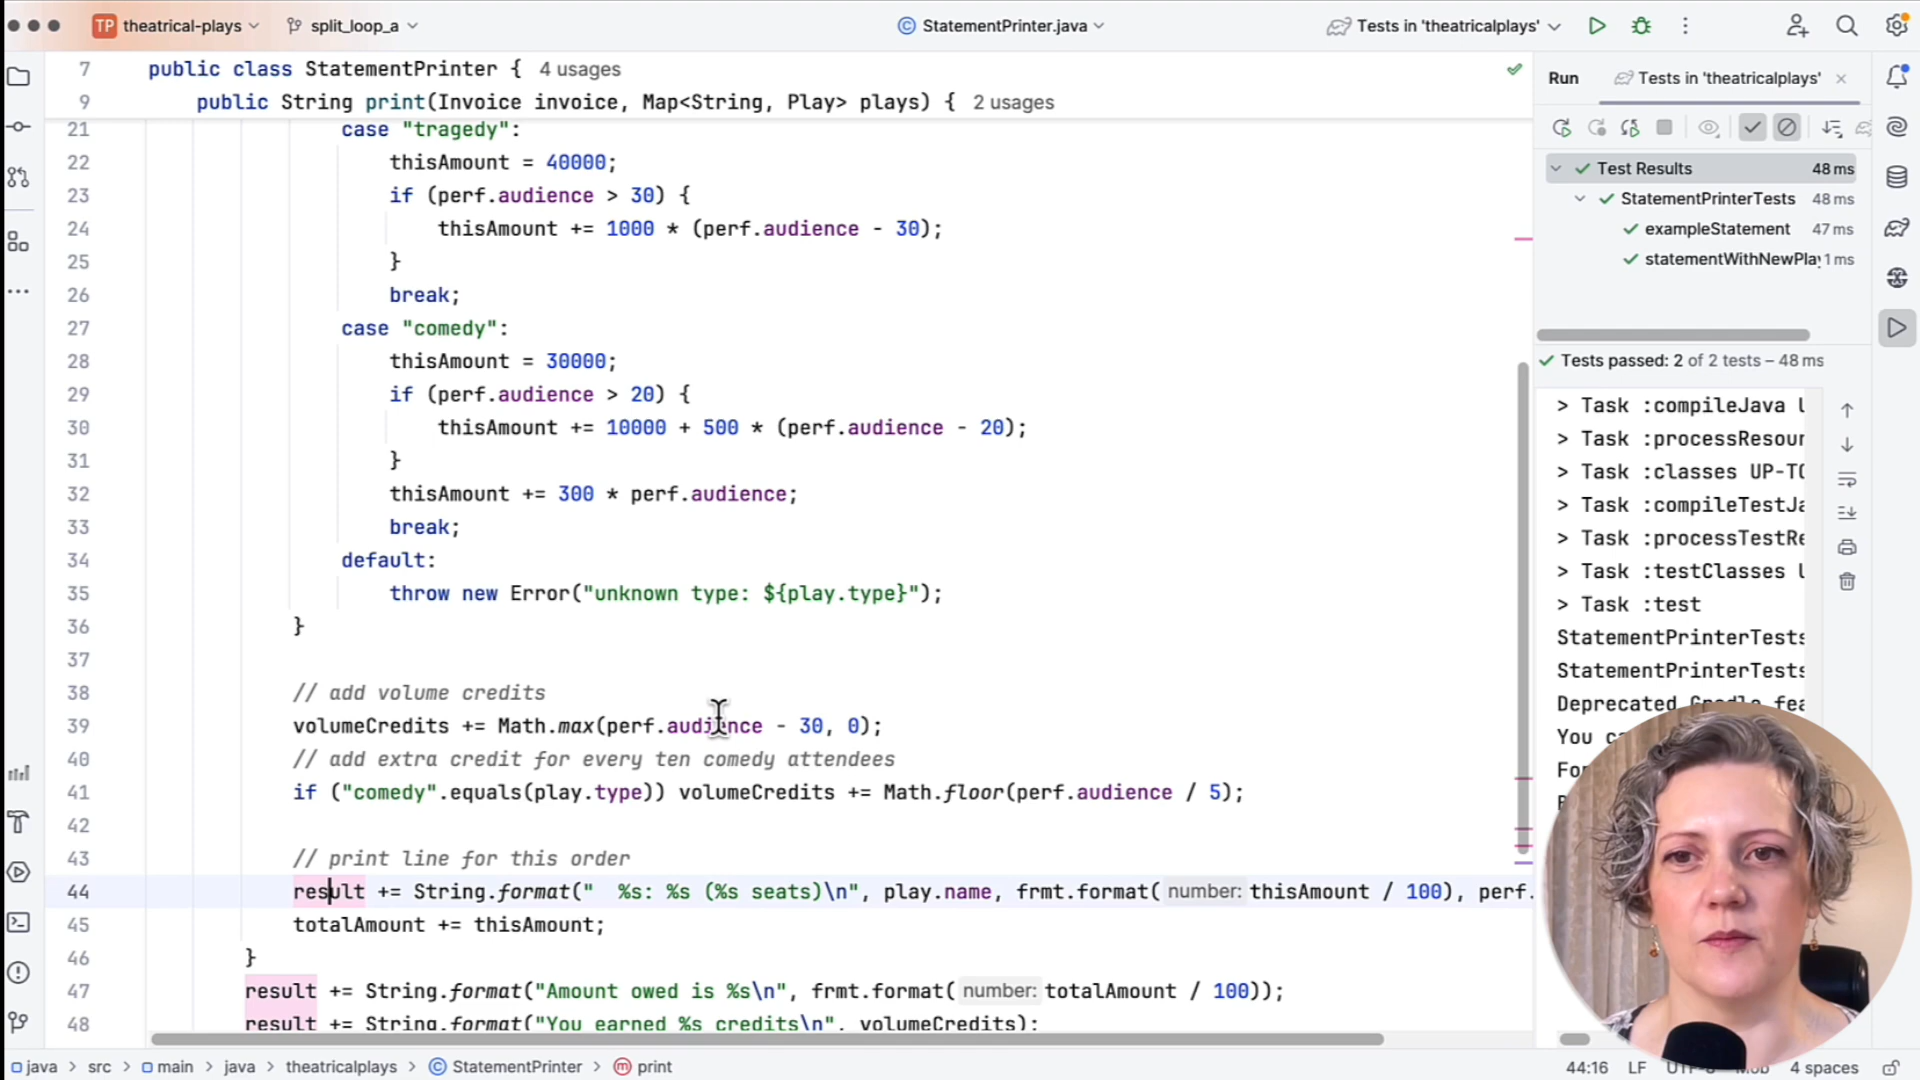 TP theatrical-plays split_loop_a StatementPrinter.java Tests in 'theatricalplays'
7 public class StatementPrinter { 4 usages
9 public String print(Invoice invoice, Map<String, Play> plays) { 2 usages
21 case "tragedy":
22 thisAmount = 40000;
23 if (perf.audience > 30) {
24 thisAmount += 1000 * (perf.audience - 30);
25 }
26 break;
27 case "comedy":
28 thisAmount = 30000;
29 if (perf.audience > 20) {
30 thisAmount += 10000 + 500 * (perf.audience - 20);
31 }
32 thisAmount += 300 * perf.audience;
33 break;
34 default:
35 throw new Error("unknown type: ${play.type}");
36 }
37
38 // add volume credits
39 volumeCredits += Math.max(perf.audience - 30, 0);
40 // add extra credit for every ten comedy attendees
41 if ("comedy".equals(play.type)) volumeCredits += Math.floor(perf.audience / 5);
42
43 // print line for this order
44 result += String.format("  %s: %s (%s seats)\n", play.name, frmt.format( number: thisAmount / 100), perf.
45 totalAmount += thisAmount;
46 }
47 result += String.format("Amount owed is %s\n", frmt.format( number: totalAmount / 100));
48 result += String.format("You earned %s credits\n", volumeCredits);
Run Tests in 'theatricalplays'
Test Results 48 ms
StatementPrinterTests 48 ms
exampleStatement 47 ms
statementWithNewPla 1 ms
Tests passed: 2 of 2 tests – 48 ms
> Task :compileJava
> Task :processResour
> Task :classes UP-TO
> Task :compileTestJa
> Task :processTestRe
> Task :testClasses
> Task :test
StatementPrinterTests
StatementPrinterTests
Deprecated Gradle fea
You ca
For
java src main java theatricalplays StatementPrinter print 44:16 LF 4 spaces